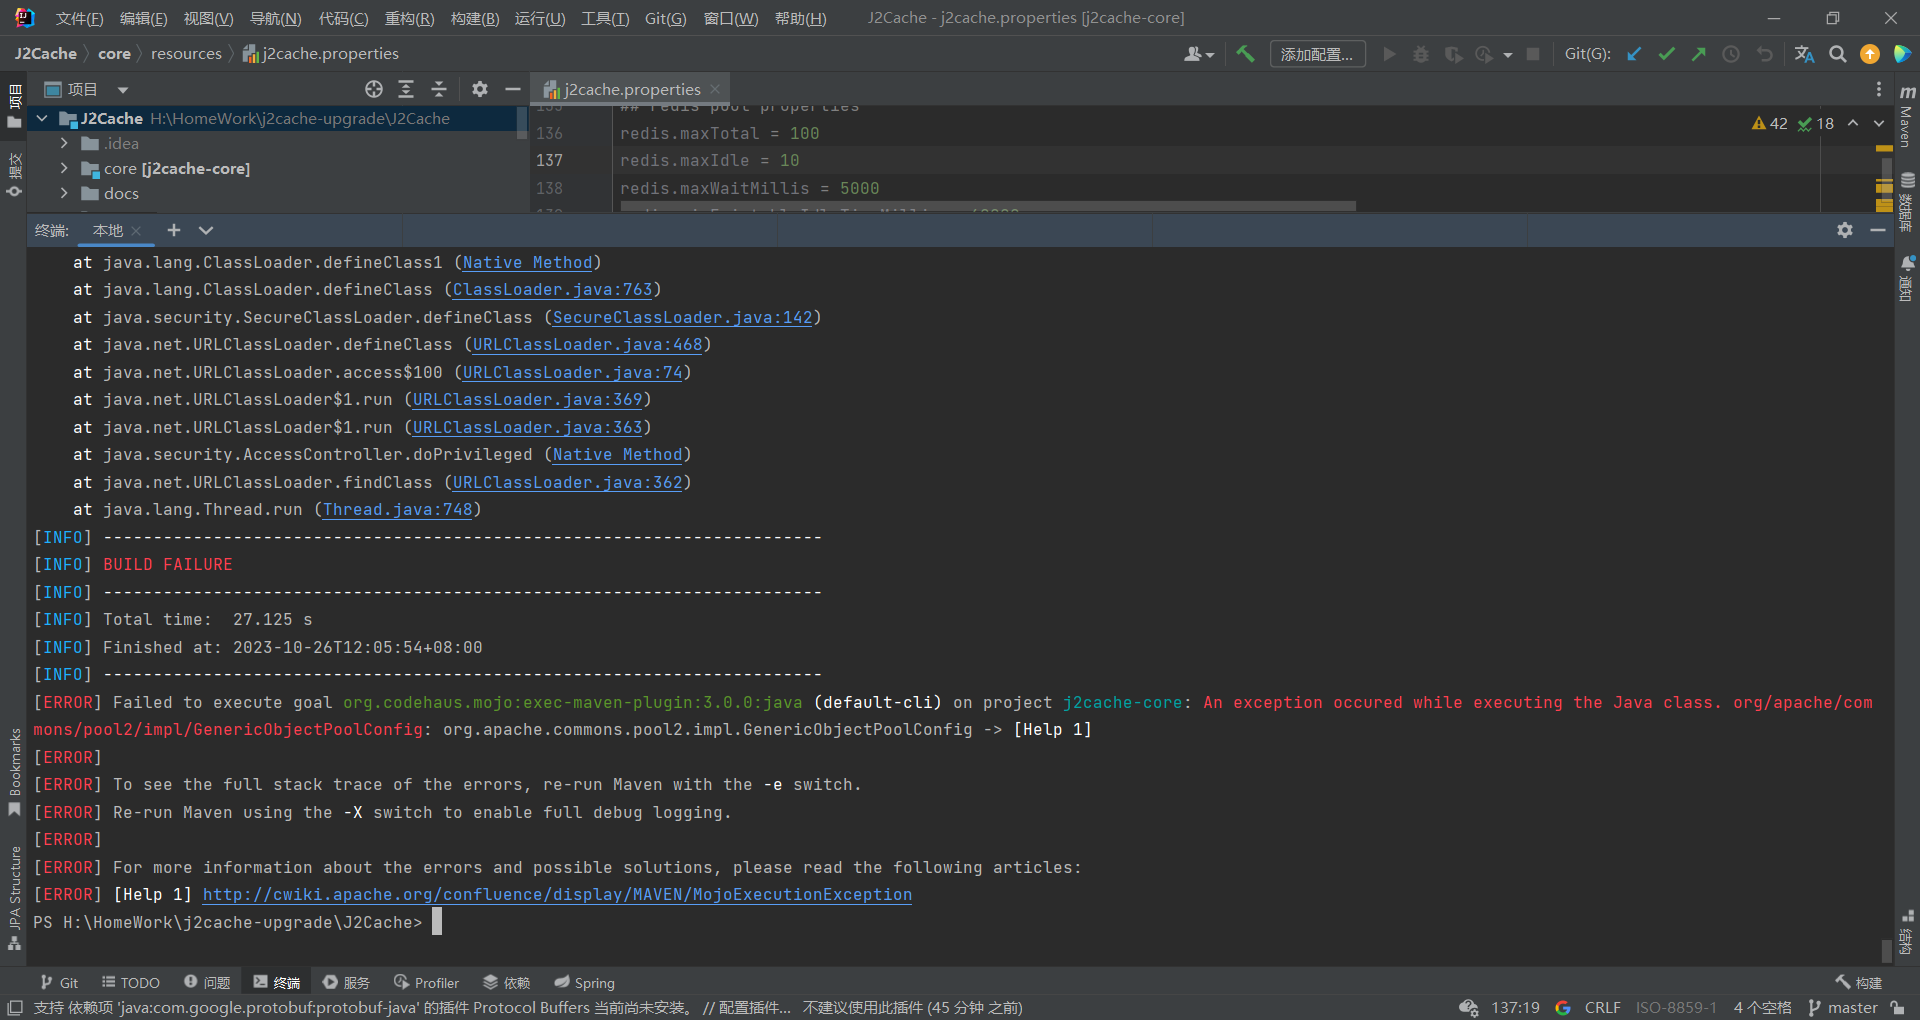 文件(F) 编辑(E) 视图(V) 导航(N) 代码(C) 重构(R) 构建(B) 运行(U) 工具(T) Git(G) 窗口(W) 帮助(H) J2Cache - j2cache.properties [j2cache-core]
J2Cache core resources j2cache.properties 添加配置... Git(G):
项目 j2cache.properties
J2Cache H:\HomeWork\j2cache-upgrade\J2Cache
.idea
core [j2cache-core]
docs
135 ## redis pool properties
136 redis.maxTotal = 100
137 redis.maxIdle = 10
138 redis.maxWaitMillis = 5000
42 18
终端: 本地
at java.lang.ClassLoader.defineClass1 (Native Method)
at java.lang.ClassLoader.defineClass (ClassLoader.java:763)
at java.security.SecureClassLoader.defineClass (SecureClassLoader.java:142)
at java.net.URLClassLoader.defineClass (URLClassLoader.java:468)
at java.net.URLClassLoader.access$100 (URLClassLoader.java:74)
at java.net.URLClassLoader$1.run (URLClassLoader.java:369)
at java.net.URLClassLoader$1.run (URLClassLoader.java:363)
at java.security.AccessController.doPrivileged (Native Method)
at java.net.URLClassLoader.findClass (URLClassLoader.java:362)
at java.lang.Thread.run (Thread.java:748)
[INFO] ------------------------------------------------------------------------
[INFO] BUILD FAILURE
[INFO] ------------------------------------------------------------------------
[INFO] Total time:  27.125 s
[INFO] Finished at: 2023-10-26T12:05:54+08:00
[INFO] ------------------------------------------------------------------------
[ERROR] Failed to execute goal org.codehaus.mojo:exec-maven-plugin:3.0.0:java (default-cli) on project j2cache-core: An exception occured while executing the Java class. org/apache/com
mons/pool2/impl/GenericObjectPoolConfig: org.apache.commons.pool2.impl.GenericObjectPoolConfig -> [Help 1]
[ERROR]
[ERROR] To see the full stack trace of the errors, re-run Maven with the -e switch.
[ERROR] Re-run Maven using the -X switch to enable full debug logging.
[ERROR]
[ERROR] For more information about the errors and possible solutions, please read the following articles:
[ERROR] [Help 1] http://cwiki.apache.org/confluence/display/MAVEN/MojoExecutionException
PS H:\HomeWork\j2cache-upgrade\J2Cache>
项目
提交
Bookmarks
JPA Structure
m Maven
数据库
通知
结构
Git TODO 问题 终端 服务 Profiler 依赖 Spring 构建
支持 依赖项 'java:com.google.protobuf:protobuf-java' 的插件 Protocol Buffers 当前尚未安装。 // 配置插件... 不建议使用此插件 (45 分钟 之前) 137:19 CRLF ISO-8859-1 4 个空格 master